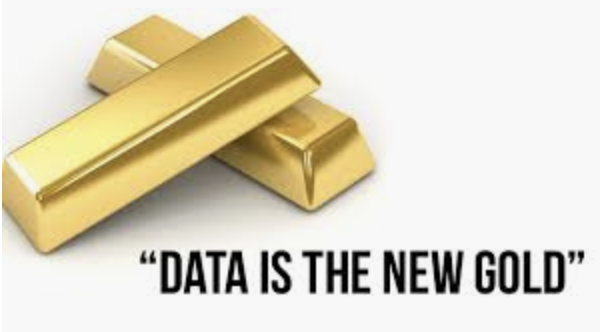 “DATA IS THE NEW GOLD”